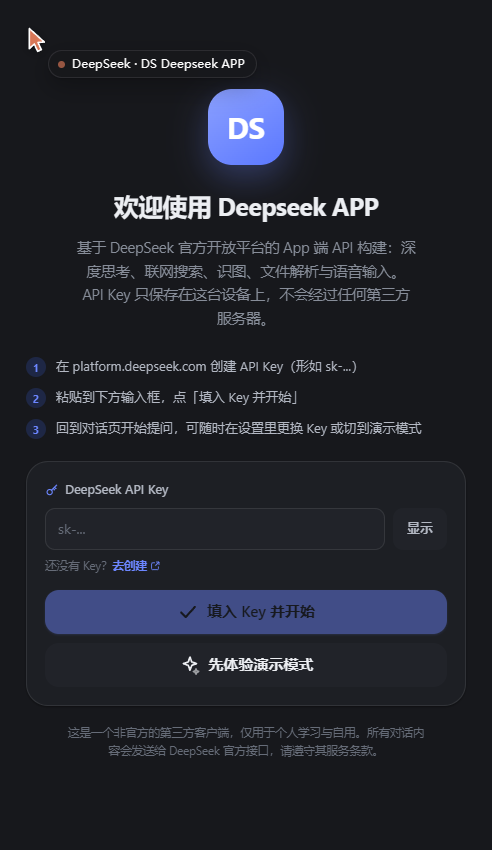 DeepSeek · DS Deepseek APP
DS
欢迎使用 Deepseek APP
基于 DeepSeek 官方开放平台的 App 端 API 构建：深
度思考、联网搜索、识图、文件解析与语音输入。
API Key 只保存在这台设备上，不会经过任何第三方
服务器。
1 在 platform.deepseek.com 创建 API Key（形如 sk-...）
2 粘贴到下方输入框，点「填入 Key 并开始」
3 回到对话页开始提问，可随时在设置里更换 Key 或切到演示模式
DeepSeek API Key
sk-... 显示
还没有 Key？去创建
填入 Key 并开始
先体验演示模式
这是一个非官方的第三方客户端，仅用于个人学习与自用。所有对话内
容会发送给 DeepSeek 官方接口，请遵守其服务条款。